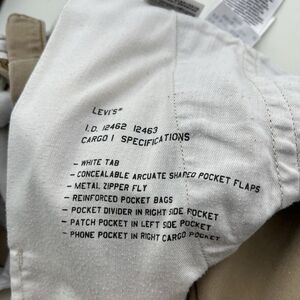 LEVI'S®
I.D. 12462 12463
CARGO I SPECIFICATIONS
- WHITE TAB
- CONCEALABLE ARCUATE SHAPED POCKET FLAPS
- METAL ZIPPER FLY
- REINFORCED POCKET BAGS
- POCKET DIVIDER IN RIGHT SIDE POCKET
- PATCH POCKET IN LEFT SIDE POCKET
- PHONE POCKET IN RIGHT CARGO POCKET